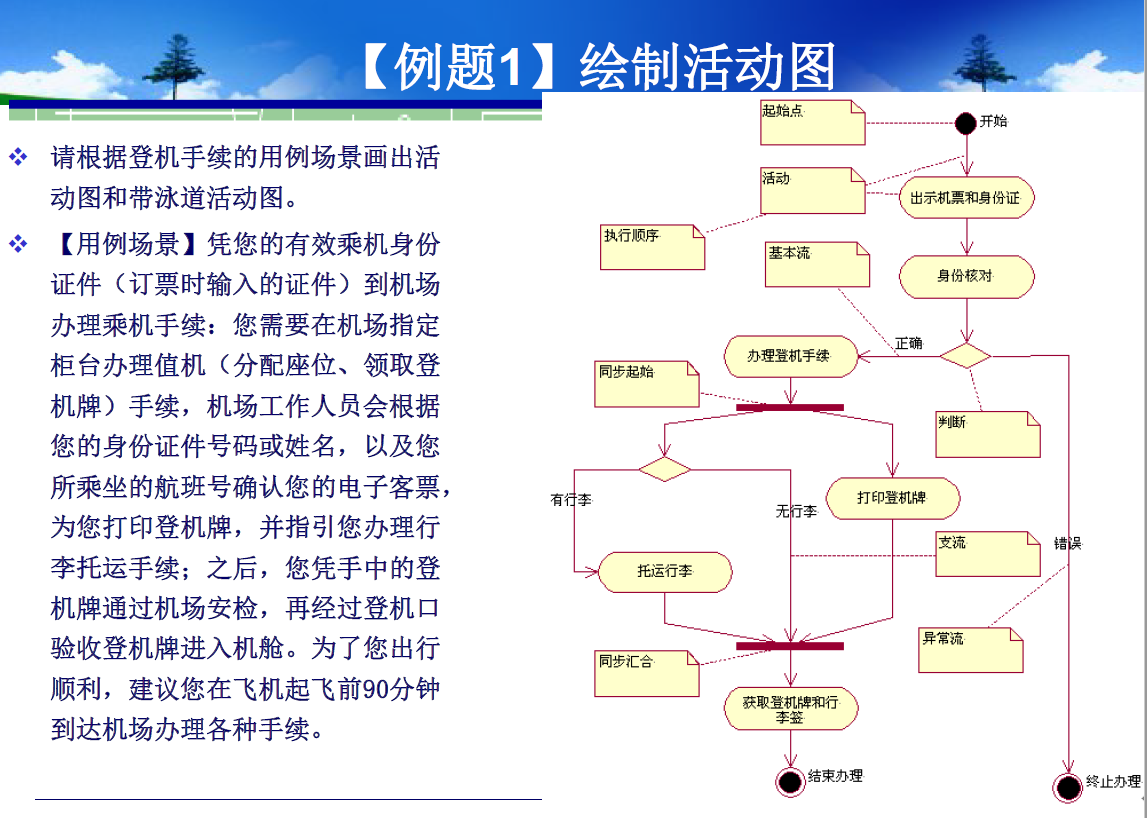 【例题1】绘制活动图
请根据登机手续的用例场景画出活
动图和带泳道活动图。
【用例场景】凭您的有效乘机身份
证件（订票时输入的证件）到机场
办理乘机手续：您需要在机场指定
柜台办理值机（分配座位、领取登
机牌）手续，机场工作人员会根据
您的身份证件号码或姓名，以及您
所乘坐的航班号确认您的电子客票，
为您打印登机牌，并指引您办理行
李托运手续；之后，您凭手中的登
机牌通过机场安检，再经过登机口
验收登机牌进入机舱。为了您出行
顺利，建议您在飞机起飞前90分钟
到达机场办理各种手续。
起始点
开始
活动
出示机票和身份证
执行顺序
基本流
身份核对
正确
办理登机手续
同步起始
判断
有行李
无行李
打印登机牌
支流
错误
托运行李
异常流
同步汇合
获取登机牌和行
李签
结束办理
终止办理